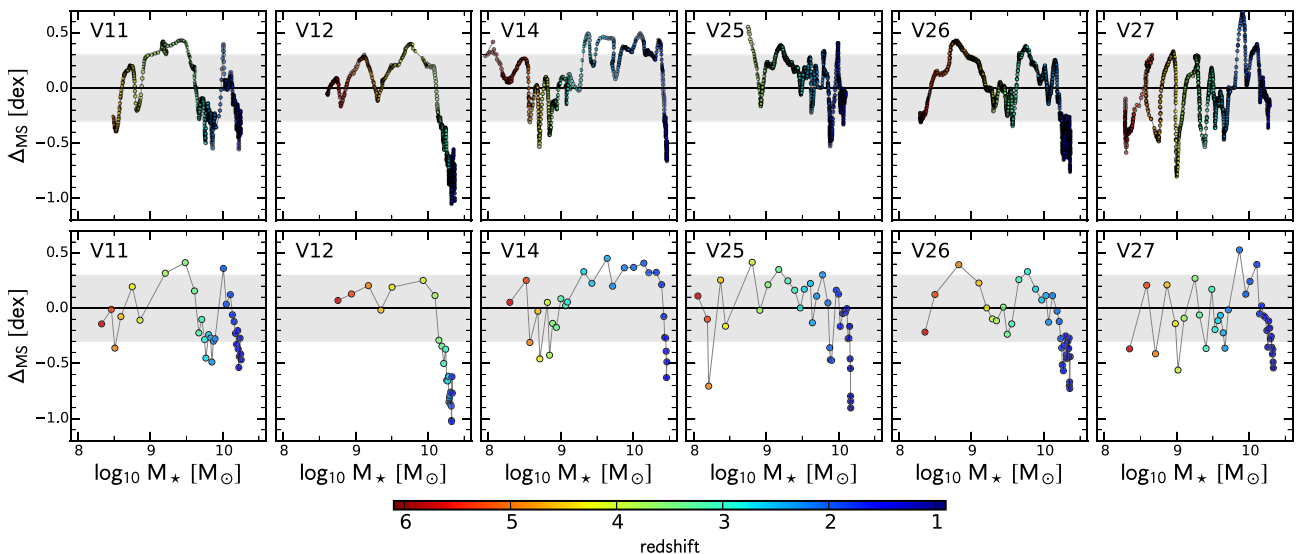 V11 V12 V14 V25 V26 V27
0.5
0.0
−0.5
−1.0
Δ_MS [dex]
V11 V12 V14 V25 V26 V27
0.5
0.0
−0.5
−1.0
Δ_MS [dex]
8 9 10 8 9 10 8 9 10 8 9 10 8 9 10 8 9 10
log₁₀ M⋆ [M⊙] log₁₀ M⋆ [M⊙] log₁₀ M⋆ [M⊙] log₁₀ M⋆ [M⊙] log₁₀ M⋆ [M⊙] log₁₀ M⋆ [M⊙]
6 5 4 3 2 1
redshift